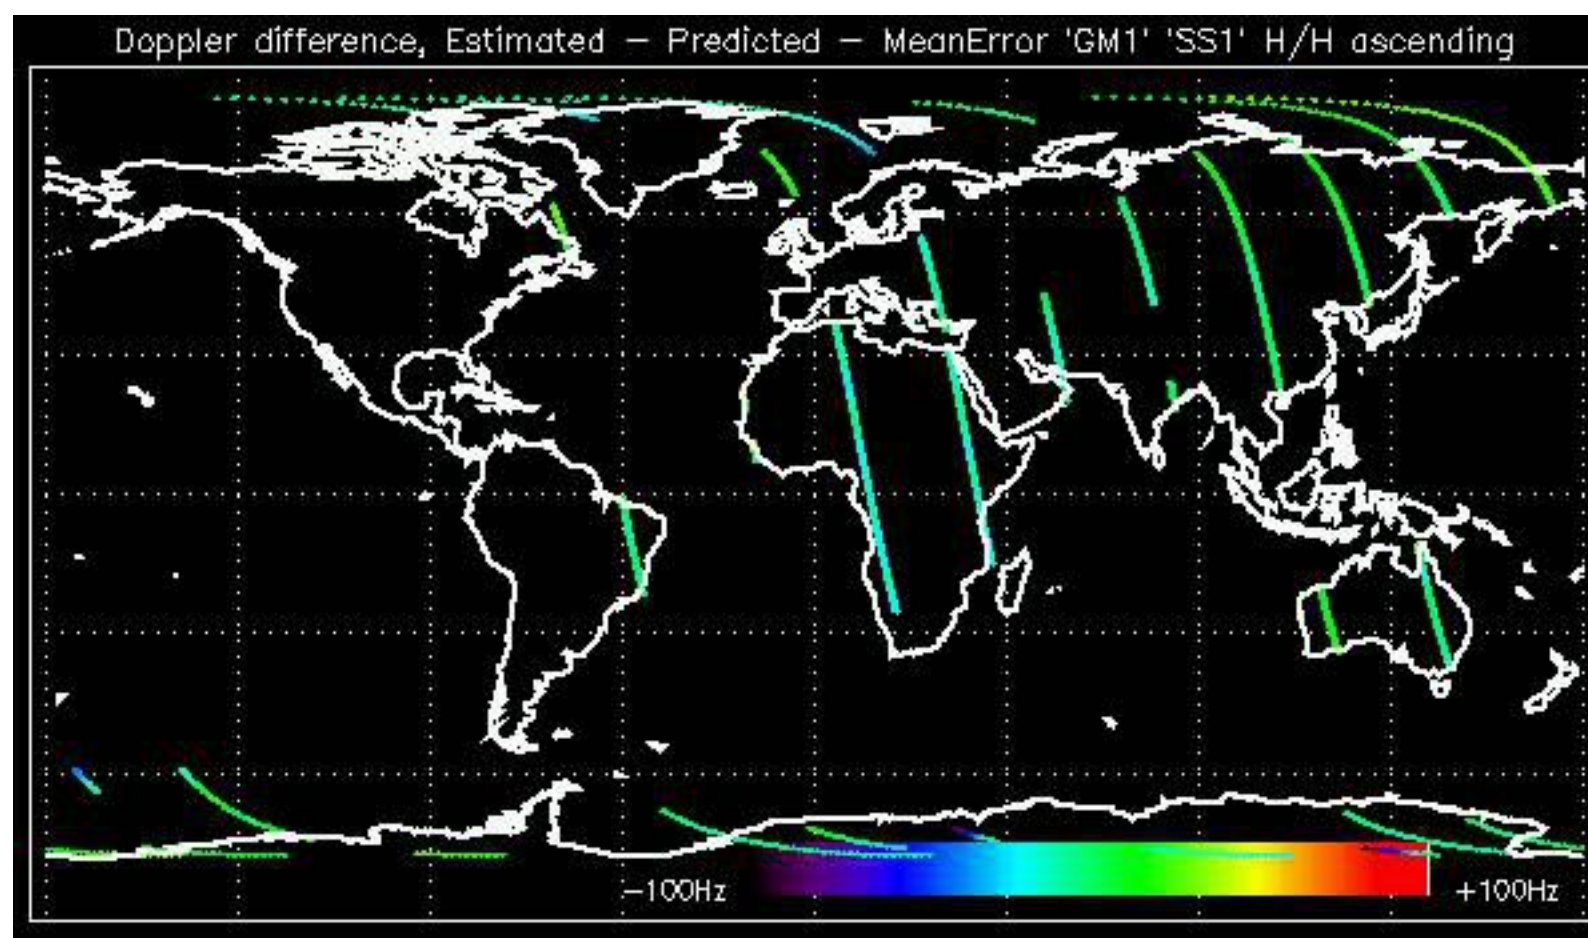 Doppler difference, Estimated – Predicted – MeanError 'GM1' 'SS1' H/H ascending
−100Hz +100Hz